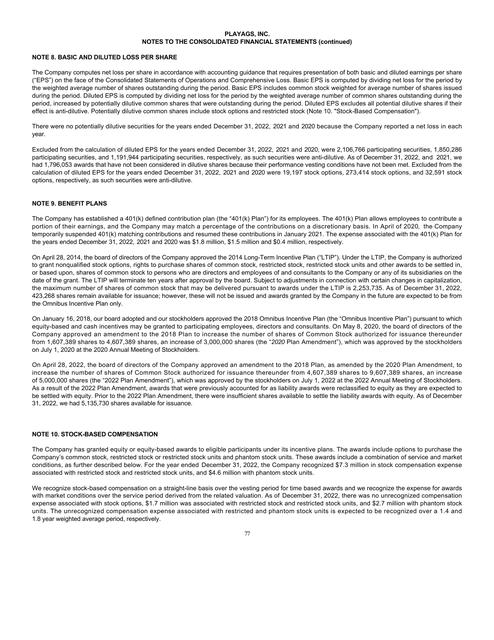 PLAYAGS, INC.
NOTES TO THE CONSOLIDATED FINANCIAL STATEMENTS (continued)
NOTE 8. BASIC AND DILUTED LOSS PER SHARE
The Company computes net loss per share in accordance with accounting guidance that requires presentation of both basic and diluted earnings per share
("EPS") on the face of the Consolidated Statements of Operations and Comprehensive Loss. Basic EPS is computed by dividing net loss for the period by
the weighted average number of shares outstanding during the period. Basic EPS includes common stock weighted for average number of shares issued
during the period. Diluted EPS is computed by dividing net loss for the period by the weighted average number of common shares outstanding during the
period, increased by potentially dilutive common shares that were outstanding during the period. Diluted EPS excludes all potential dilutive shares if their
effect is anti-dilutive. Potentially dilutive common shares include stock options and restricted stock (Note 10. "Stock-Based Compensation").
There were no potentially dilutive securities for the years ended December 31, 2022, 2021 and 2020 because the Company reported a net loss in each
year.
Excluded from the calculation of diluted EPS for the years ended December 31, 2022, 2021 and 2020, were 2,106,766 participating securities, 1,850,286
participating securities, and 1,191,944 participating securities, respectively, as such securities were anti-dilutive. As of December 31, 2022, and 2021, we
had 1,796,053 awards that have not been considered in dilutive shares because their performance vesting conditions have not been met. Excluded from the
calculation of diluted EPS for the years ended December 31, 2022, 2021 and 2020 were 19,197 stock options, 273,414 stock options, and 32,591 stock
options, respectively, as such securities were anti-dilutive.
NOTE 9. BENEFIT PLANS
The Company has established a 401(k) defined contribution plan (the "401(k) Plan") for its employees. The 401(k) Plan allows employees to contribute a
portion of their earnings, and the Company may match a percentage of the contributions on a discretionary basis. In April of 2020, the Company
temporarily suspended 401(k) matching contributions and resumed these contributions in January 2021. The expense associated with the 401(k) Plan for
the years ended December 31, 2022, 2021 and 2020 was $1.8 million, $1.5 million and $0.4 million, respectively.
On April 28, 2014, the board of directors of the Company approved the 2014 Long-Term Incentive Plan ("LTIP"). Under the LTIP, the Company is authorized
to grant nonqualified stock options, rights to purchase shares of common stock, restricted stock, restricted stock units and other awards to be settled in,
or based upon, shares of common stock to persons who are directors and employees of and consultants to the Company or any of its subsidiaries on the
date of the grant. The LTIP will terminate ten years after approval by the board. Subject to adjustments in connection with certain changes in capitalization,
the maximum number of shares of common stock that may be delivered pursuant to awards under the LTIP is 2,253,735. As of December 31, 2022,
423,268 shares remain available for issuance; however, these will not be issued and awards granted by the Company in the future are expected to be from
the Omnibus Incentive Plan only.
On January 16, 2018, our board adopted and our stockholders approved the 2018 Omnibus Incentive Plan (the "Omnibus Incentive Plan") pursuant to which
equity-based and cash incentives may be granted to participating employees, directors and consultants. On May 8, 2020, the board of directors of the
Company approved an amendment to the 2018 Plan to increase the number of shares of Common Stock authorized for issuance thereunder
from 1,607,389 shares to 4,607,389 shares, an increase of 3,000,000 shares (the "2020 Plan Amendment"), which was approved by the stockholders
on July 1, 2020 at the 2020 Annual Meeting of Stockholders.
On April 28, 2022, the board of directors of the Company approved an amendment to the 2018 Plan, as amended by the 2020 Plan Amendment, to
increase the number of shares of Common Stock authorized for issuance thereunder from 4,607,389 shares to 9,607,389 shares, an increase
of 5,000,000 shares (the "2022 Plan Amendment"), which was approved by the stockholders on July 1, 2022 at the 2022 Annual Meeting of Stockholders.
As a result of the 2022 Plan Amendment, awards that were previously accounted for as liability awards were reclassified to equity as they are expected to
be settled with equity. Prior to the 2022 Plan Amendment, there were insufficient shares available to settle the liability awards with equity. As of December
31, 2022, we had 5,135,730 shares available for issuance.
NOTE 10. STOCK-BASED COMPENSATION
The Company has granted equity or equity-based awards to eligible participants under its incentive plans. The awards include options to purchase the
Company's common stock, restricted stock or restricted stock units and phantom stock units. These awards include a combination of service and market
conditions, as further described below. For the year ended December 31, 2022, the Company recognized $7.3 million in stock compensation expense
associated with restricted stock and restricted stock units, and $4.6 million with phantom stock units.
We recognize stock-based compensation on a straight-line basis over the vesting period for time based awards and we recognize the expense for awards
with market conditions over the service period derived from the related valuation. As of December 31, 2022, there was no unrecognized compensation
expense associated with stock options, $1.7 million was associated with restricted stock and restricted stock units, and $2.7 million with phantom stock
units. The unrecognized compensation expense associated with restricted and phantom stock units is expected to be recognized over a 1.4 and
1.8 year weighted average period, respectively.
77